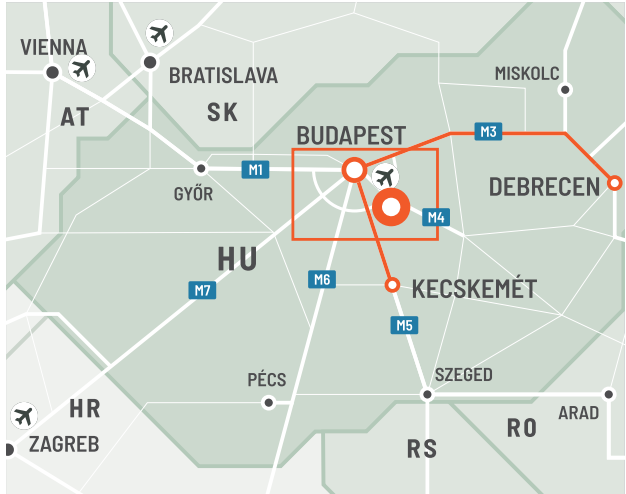 VIENNA
BRATISLAVA
MISKOLC
AT
SK
BUDAPEST
M3
M1
GYŐR
DEBRECEN
M4
HU
M6
M7
KECSKEMÉT
M5
PÉCS
SZEGED
HR
ARAD
ZAGREB
RS
RO